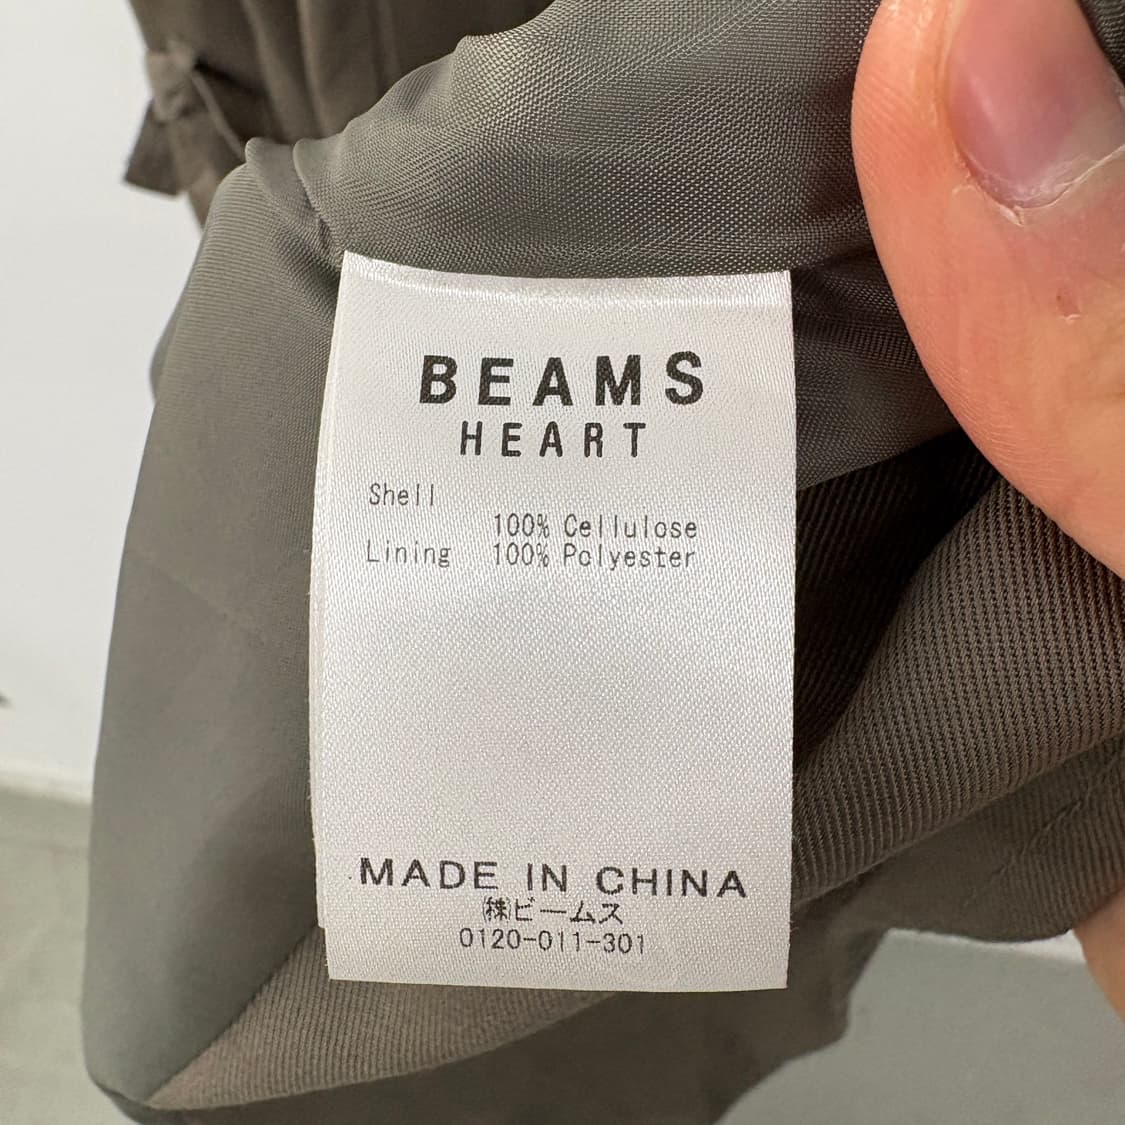 BEAMS
HEART
Shell
100% Cellulose
Lining 100% Polyester
MADE IN CHINA
㈱ビームス
0120-011-301